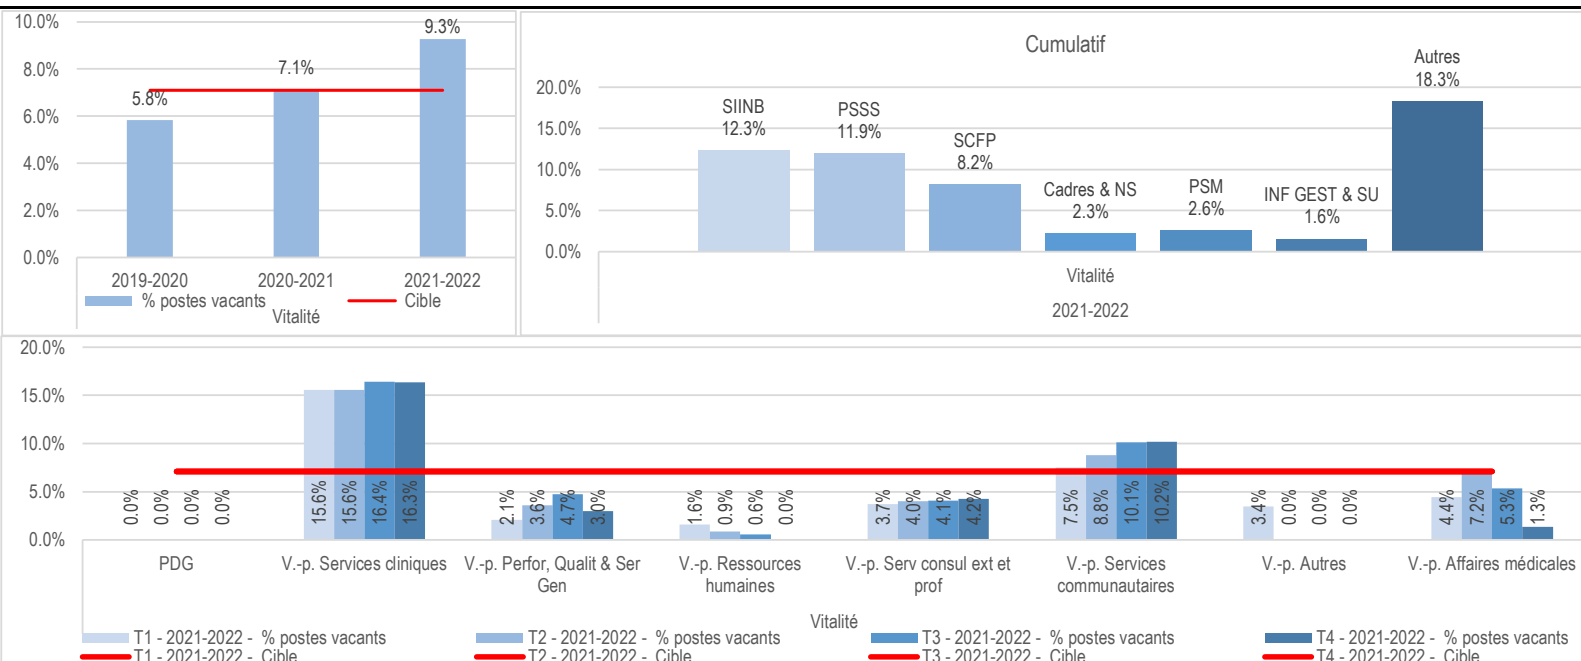 10.0%
8.0%
6.0%
4.0%
2.0%
0.0%
5.8%
7.1%
9.3%
2019-2020
2020-2021
2021-2022
% postes vacants
Cible
Vitalité
Cumulatif
20.0%
15.0%
10.0%
5.0%
0.0%
SIINB
12.3%
PSSS
11.9%
SCFP
8.2%
Cadres & NS
2.3%
PSM
2.6%
INF GEST & SU
1.6%
Autres
18.3%
Vitalité
2021-2022
20.0%
15.0%
10.0%
5.0%
0.0%
0.0%
0.0%
0.0%
0.0%
15.6%
15.6%
16.4%
16.3%
2.1%
3.6%
4.7%
3.0%
1.6%
0.9%
0.6%
0.0%
3.7%
4.0%
4.1%
4.2%
7.5%
8.8%
10.1%
10.2%
3.4%
0.0%
0.0%
0.0%
4.4%
7.2%
5.3%
1.3%
PDG
V.-p. Services cliniques
V.-p. Perfor, Qualit & Ser
Gen
V.-p. Ressources
humaines
V.-p. Serv consul ext et
prof
V.-p. Services
communautaires
V.-p. Autres
V.-p. Affaires médicales
Vitalité
T1 - 2021-2022 - % postes vacants
T2 - 2021-2022 - % postes vacants
T3 - 2021-2022 - % postes vacants
T4 - 2021-2022 - % postes vacants
T1 - 2021-2022 - Cible
T2 - 2021-2022 - Cible
T3 - 2021-2022 - Cible
T4 - 2021-2022 - Cible